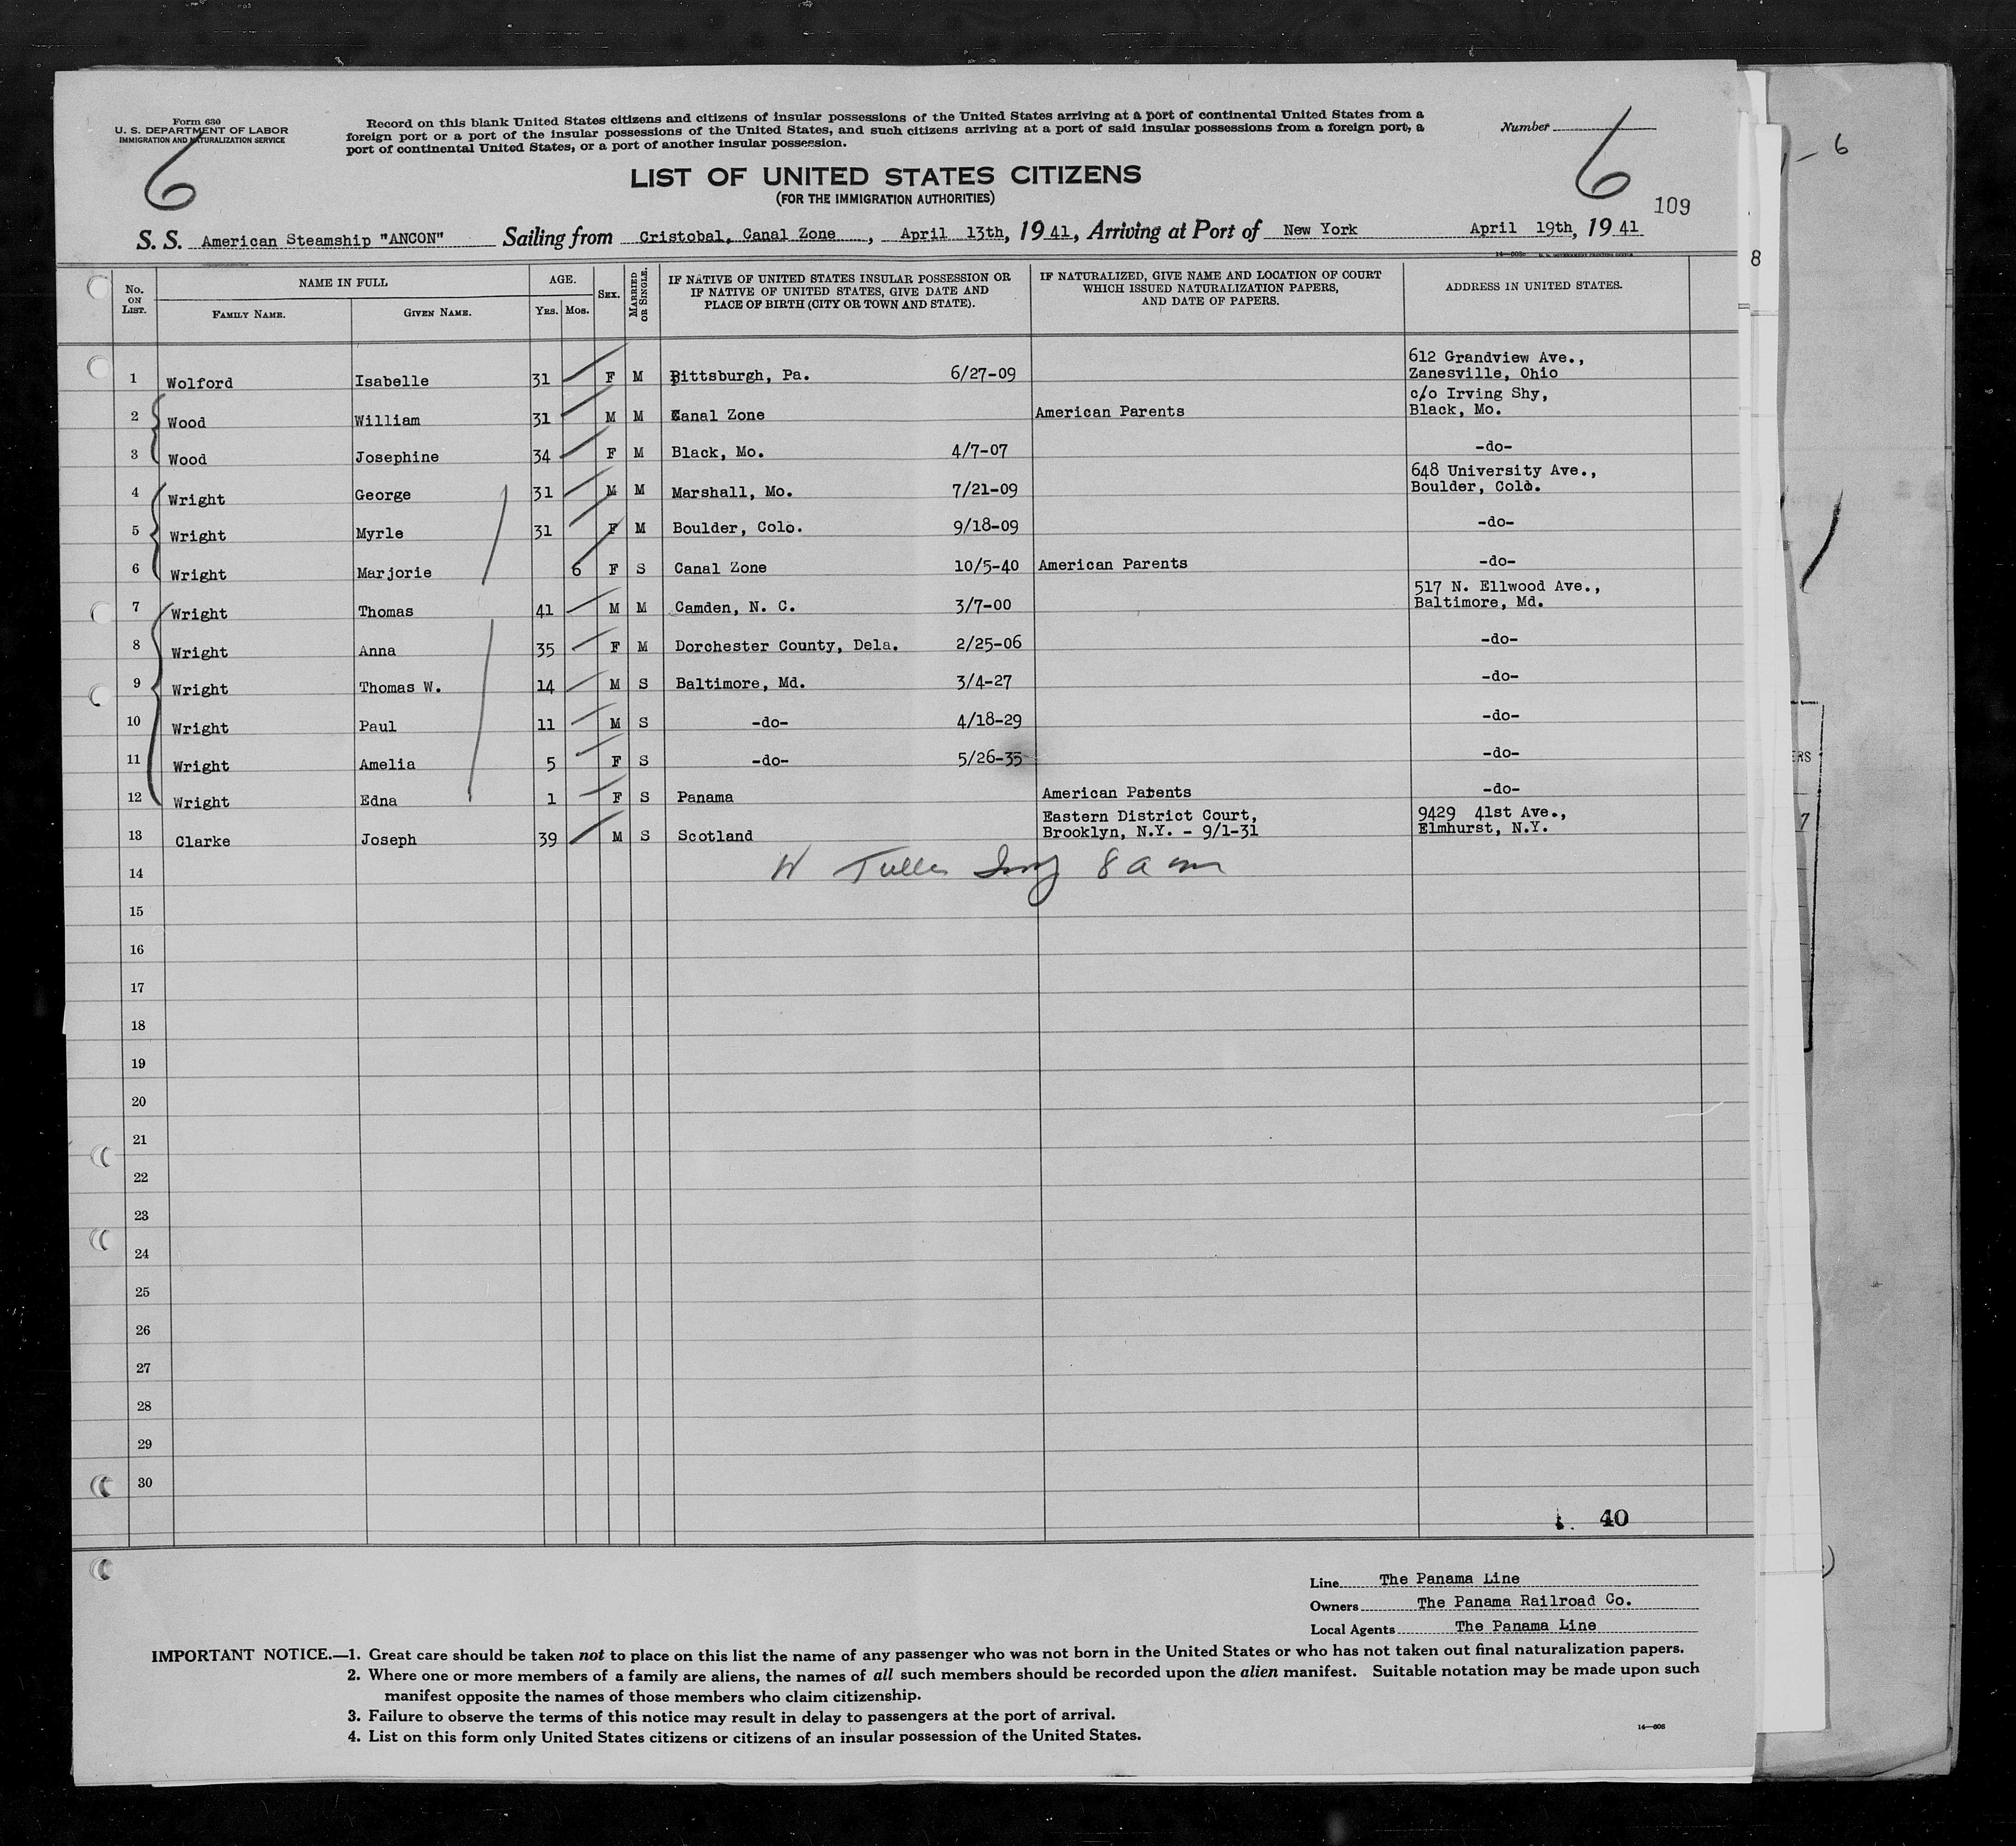 Form 630
U. S. DEPARTMENT OF LABOR
IMMIGRATION AND NATURALIZATION SERVICE
6
Record on this blank United States citizens and citizens of insular possessions of the United States arriving at a port of continental United States from a
foreign port or a port of the insular possessions of the United States, and such citizens arriving at a port of said insular possessions from a foreign port, a
port of continental United States, or a port of another insular possession.
Number
6
LIST OF UNITED STATES CITIZENS
(FOR THE IMMIGRATION AUTHORITIES)
109
S. S. American Steamship "ANCON" Sailing from Cristobal, Canal Zone, April 13th, 1941, Arriving at Port of New York April 19th, 1941
No. ON LIST. NAME IN FULL FAMILY NAME. GIVEN NAME. AGE. YRS. MOS. SEX. MARRIED OR SINGLE. IF NATIVE OF UNITED STATES INSULAR POSSESSION OR IF NATIVE OF UNITED STATES, GIVE DATE AND PLACE OF BIRTH (CITY OR TOWN AND STATE). IF NATURALIZED, GIVE NAME AND LOCATION OF COURT WHICH ISSUED NATURALIZATION PAPERS, AND DATE OF PAPERS. ADDRESS IN UNITED STATES.
1 Wolford Isabelle 31 F M Pittsburgh, Pa. 6/27-09 612 Grandview Ave., Zanesville, Ohio
2 Wood William 31 M M Canal Zone American Parents c/o Irving Shy, Black, Mo.
3 Wood Josephine 34 F M Black, Mo. 4/7-07 -do-
4 Wright George 31 M M Marshall, Mo. 7/21-09 648 University Ave., Boulder, Colo.
5 Wright Myrle 31 F M Boulder, Colo. 9/18-09 -do-
6 Wright Marjorie 6 F S Canal Zone 10/5-40 American Parents -do-
7 Wright Thomas 41 M M Camden, N. C. 3/7-00 517 N. Ellwood Ave., Baltimore, Md.
8 Wright Anna 35 F M Dorchester County, Dela. 2/25-06 -do-
9 Wright Thomas W. 14 M S Baltimore, Md. 3/4-27 -do-
10 Wright Paul 11 M S -do- 4/18-29 -do-
11 Wright Amelia 5 F S -do- 5/26-35 -do-
12 Wright Edna 1 F S Panama American Parents -do-
13 Clarke Joseph 39 M S Scotland Eastern District Court, Brooklyn, N.Y. - 9/1-31 9429 41st Ave., Elmhurst, N.Y.
14 8 a m
15
16
17
18
19
20
21
22
23
24
25
26
27
28
29
30
40
Line The Panama Line
Owners The Panama Railroad Co.
Local Agents The Panama Line
IMPORTANT NOTICE.—1. Great care should be taken not to place on this list the name of any passenger who was not born in the United States or who has not taken out final naturalization papers.
2. Where one or more members of a family are aliens, the names of all such members should be recorded upon the alien manifest. Suitable notation may be made upon such
manifest opposite the names of those members who claim citizenship.
3. Failure to observe the terms of this notice may result in delay to passengers at the port of arrival.
4. List on this form only United States citizens or citizens of an insular possession of the United States.